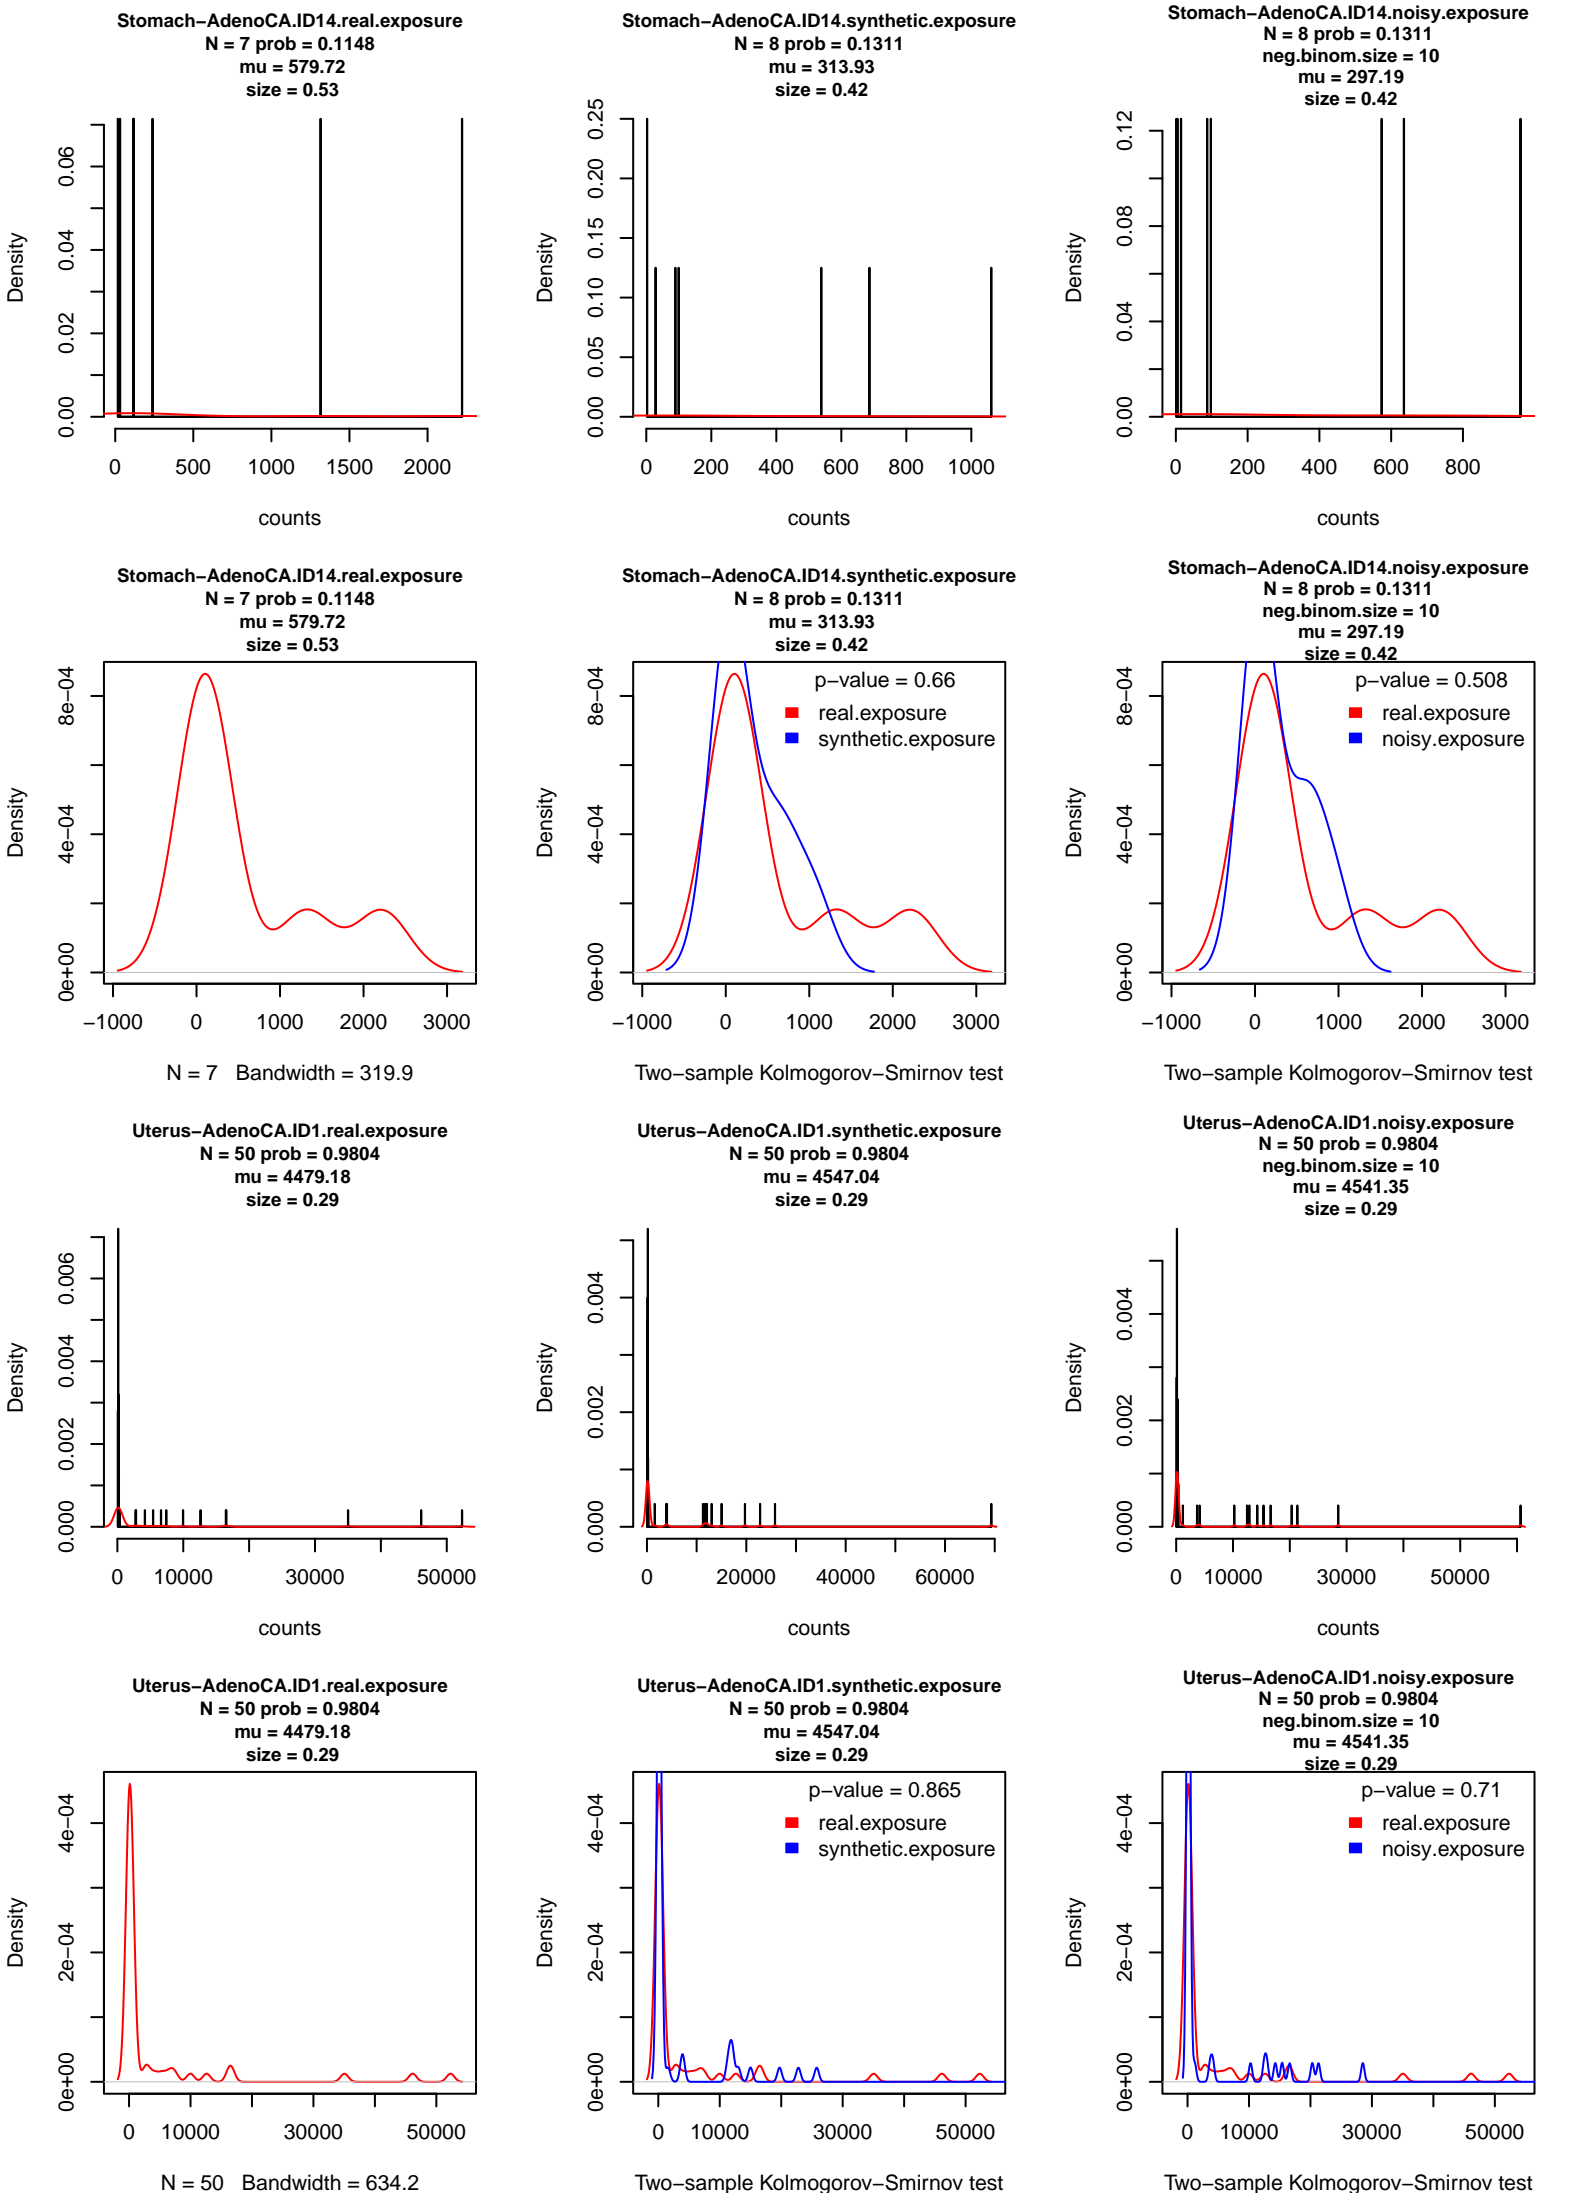 Stomach−AdenoCA.ID14.real.exposure
N = 7 prob = 0.1148
mu = 579.72
size = 0.53
Density
0.00 0.02 0.04 0.06
0 500 1000 1500 2000
counts
Stomach−AdenoCA.ID14.synthetic.exposure
N = 8 prob = 0.1311
mu = 313.93
size = 0.42
Density
0.00 0.05 0.10 0.15 0.20 0.25
0 200 400 600 800 1000
counts
Stomach−AdenoCA.ID14.noisy.exposure
N = 8 prob = 0.1311
neg.binom.size = 10
mu = 297.19
size = 0.42
Density
0.00 0.04 0.08 0.12
0 200 400 600 800
counts
Stomach−AdenoCA.ID14.real.exposure
N = 7 prob = 0.1148
mu = 579.72
size = 0.53
Density
0e+00 4e−04 8e−04
−1000 0 1000 2000 3000
N = 7 Bandwidth = 319.9
Stomach−AdenoCA.ID14.synthetic.exposure
N = 8 prob = 0.1311
mu = 313.93
size = 0.42
p−value = 0.66
real.exposure
synthetic.exposure
Density
0e+00 4e−04 8e−04
−1000 0 1000 2000 3000
Two−sample Kolmogorov−Smirnov test
Stomach−AdenoCA.ID14.noisy.exposure
N = 8 prob = 0.1311
neg.binom.size = 10
mu = 297.19
size = 0.42
p−value = 0.508
real.exposure
noisy.exposure
Density
0e+00 4e−04 8e−04
−1000 0 1000 2000 3000
Two−sample Kolmogorov−Smirnov test
Uterus−AdenoCA.ID1.real.exposure
N = 50 prob = 0.9804
mu = 4479.18
size = 0.29
Density
0.000 0.002 0.004 0.006
0 10000 30000 50000
counts
Uterus−AdenoCA.ID1.synthetic.exposure
N = 50 prob = 0.9804
mu = 4547.04
size = 0.29
Density
0.000 0.002 0.004
0 20000 40000 60000
counts
Uterus−AdenoCA.ID1.noisy.exposure
N = 50 prob = 0.9804
neg.binom.size = 10
mu = 4541.35
size = 0.29
Density
0.000 0.002 0.004
0 10000 30000 50000
counts
Uterus−AdenoCA.ID1.real.exposure
N = 50 prob = 0.9804
mu = 4479.18
size = 0.29
Density
0e+00 2e−04 4e−04
0 10000 30000 50000
N = 50 Bandwidth = 634.2
Uterus−AdenoCA.ID1.synthetic.exposure
N = 50 prob = 0.9804
mu = 4547.04
size = 0.29
p−value = 0.865
real.exposure
synthetic.exposure
Density
0e+00 2e−04 4e−04
0 10000 30000 50000
Two−sample Kolmogorov−Smirnov test
Uterus−AdenoCA.ID1.noisy.exposure
N = 50 prob = 0.9804
neg.binom.size = 10
mu = 4541.35
size = 0.29
p−value = 0.71
real.exposure
noisy.exposure
Density
0e+00 2e−04 4e−04
0 10000 30000 50000
Two−sample Kolmogorov−Smirnov test